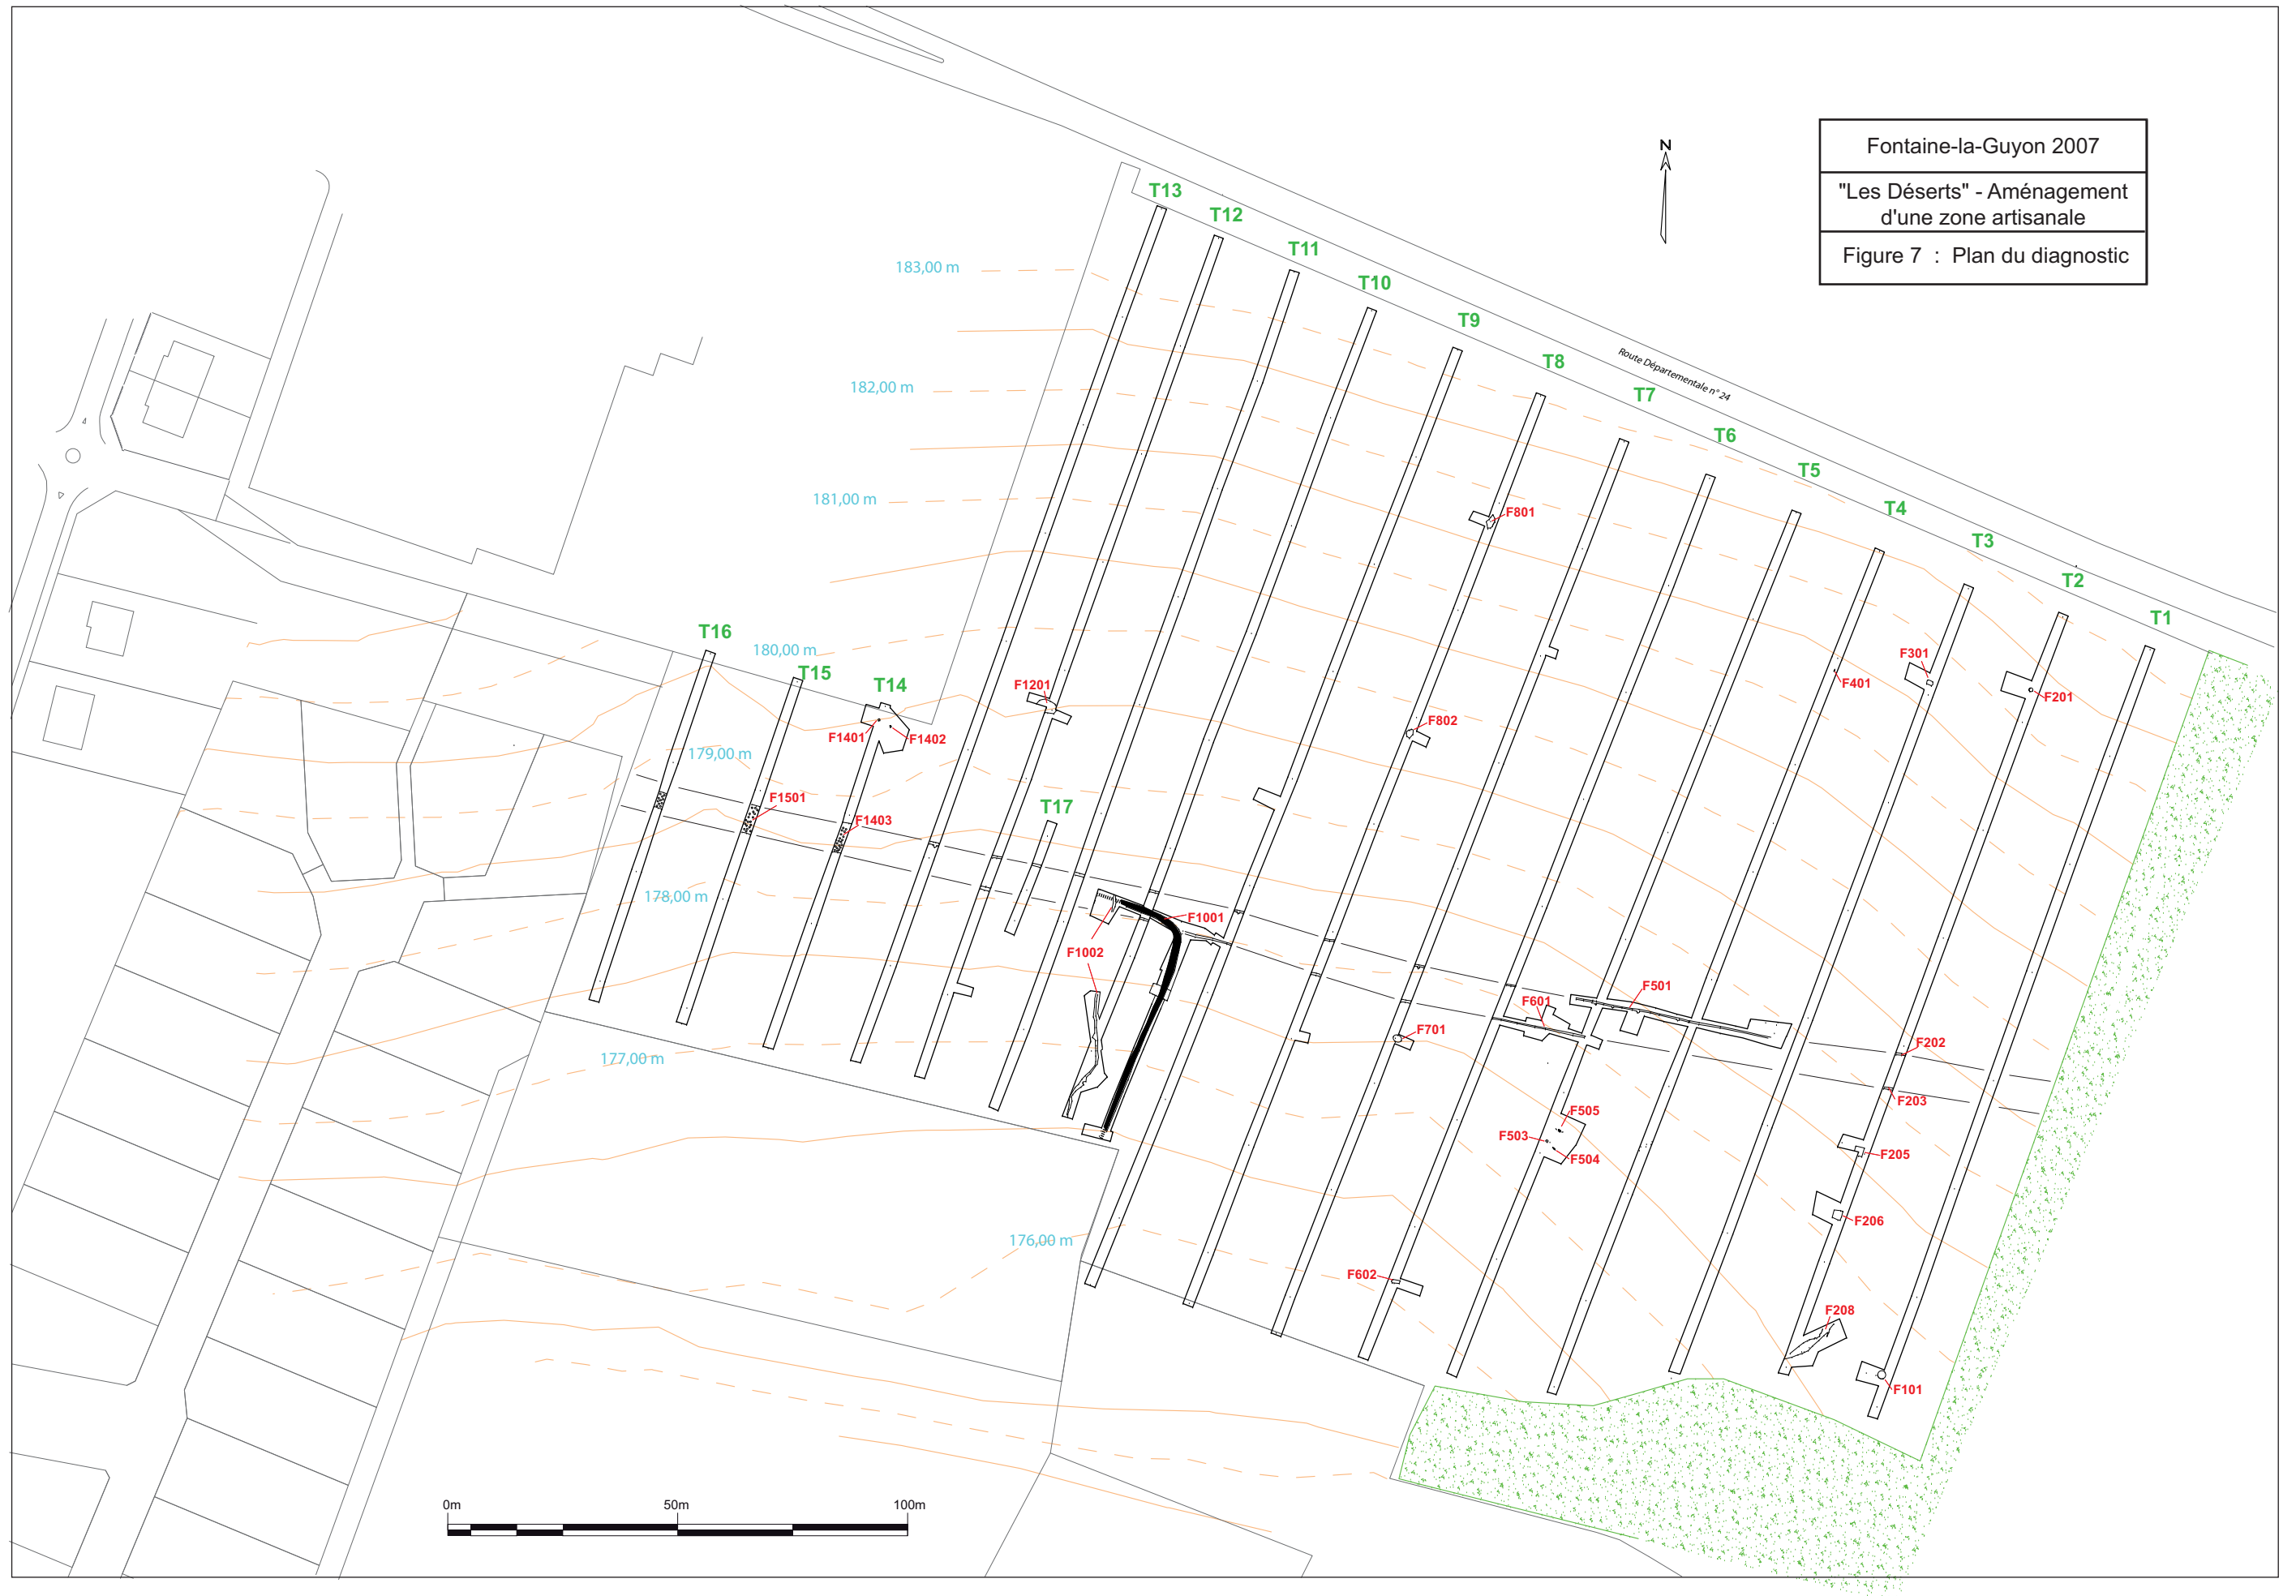 Fontaine-la-Guyon 2007
"Les Déserts" - Aménagement
d'une zone artisanale
Figure 7 : Plan du diagnostic
N
T13
T12
T11
T10
T9
T8
T7
T6
T5
T4
T3
T2
T1
Route Départementale n° 24
183,00 m
182,00 m
181,00 m
180,00 m
179,00 m
178,00 m
177,00 m
176,00 m
T16
T15
T14
T17
F801
F301
F401
F201
F1201
F802
F1401
F1402
F1501
F1403
F1001
F1002
F501
F601
F701
F202
F203
F505
F503
F504
F205
F206
F602
F208
F101
0m
50m
100m